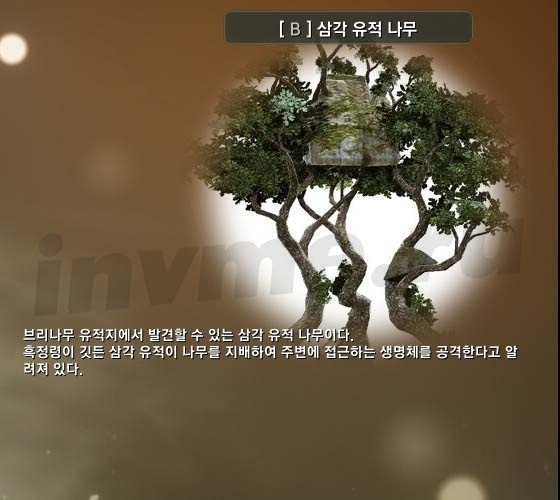 [ B ] 삼각 유적 나무
invme.ru
브리나무 유적지에서 발견할 수 있는 삼각 유적 나무이다.
흑정령이 깃든 삼각 유적이 나무를 지배하여 주변에 접근하는 생명체를 공격한다고 알
려져 있다.